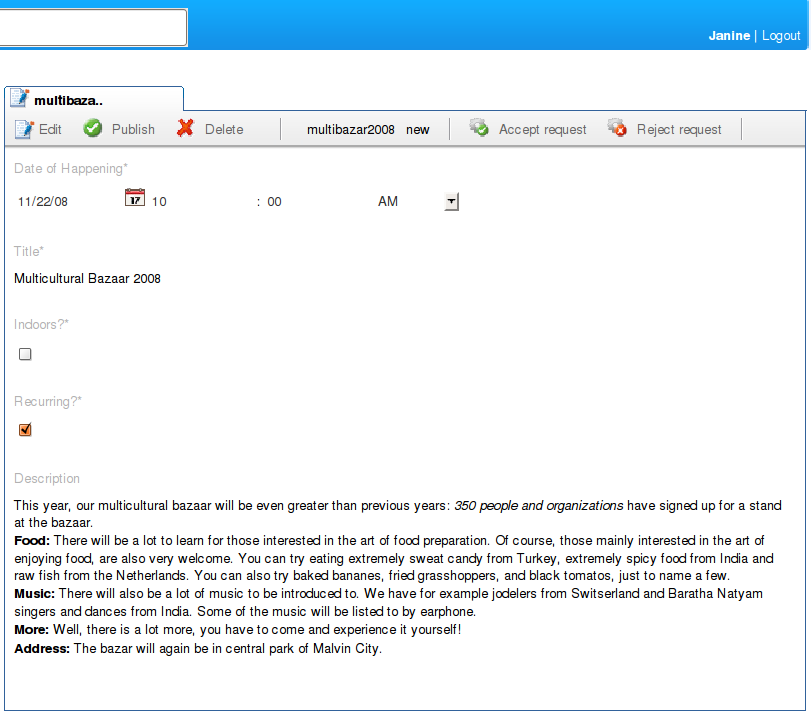 Janine | Logout
multibaza..
Edit Publish Delete multibazar2008 new Accept request Reject request
Date of Happening*
11/22/08 17 10 : 00 AM
Title*
Multicultural Bazaar 2008
Indoors?*
Recurring?*
Description
This year, our multicultural bazaar will be even greater than previous years: 350 people and organizations have signed up for a stand
at the bazaar.
Food: There will be a lot to learn for those interested in the art of food preparation. Of course, those mainly interested in the art of
enjoying food, are also very welcome. You can try eating extremely sweat candy from Turkey, extremely spicy food from India and
raw fish from the Netherlands. You can also try baked bananes, fried grasshoppers, and black tomatos, just to name a few.
Music: There will also be a lot of music to be introduced to. We have for example jodelers from Switserland and Baratha Natyam
singers and dances from India. Some of the music will be listed to by earphone.
More: Well, there is a lot more, you have to come and experience it yourself!
Address: The bazar will again be in central park of Malvin City.